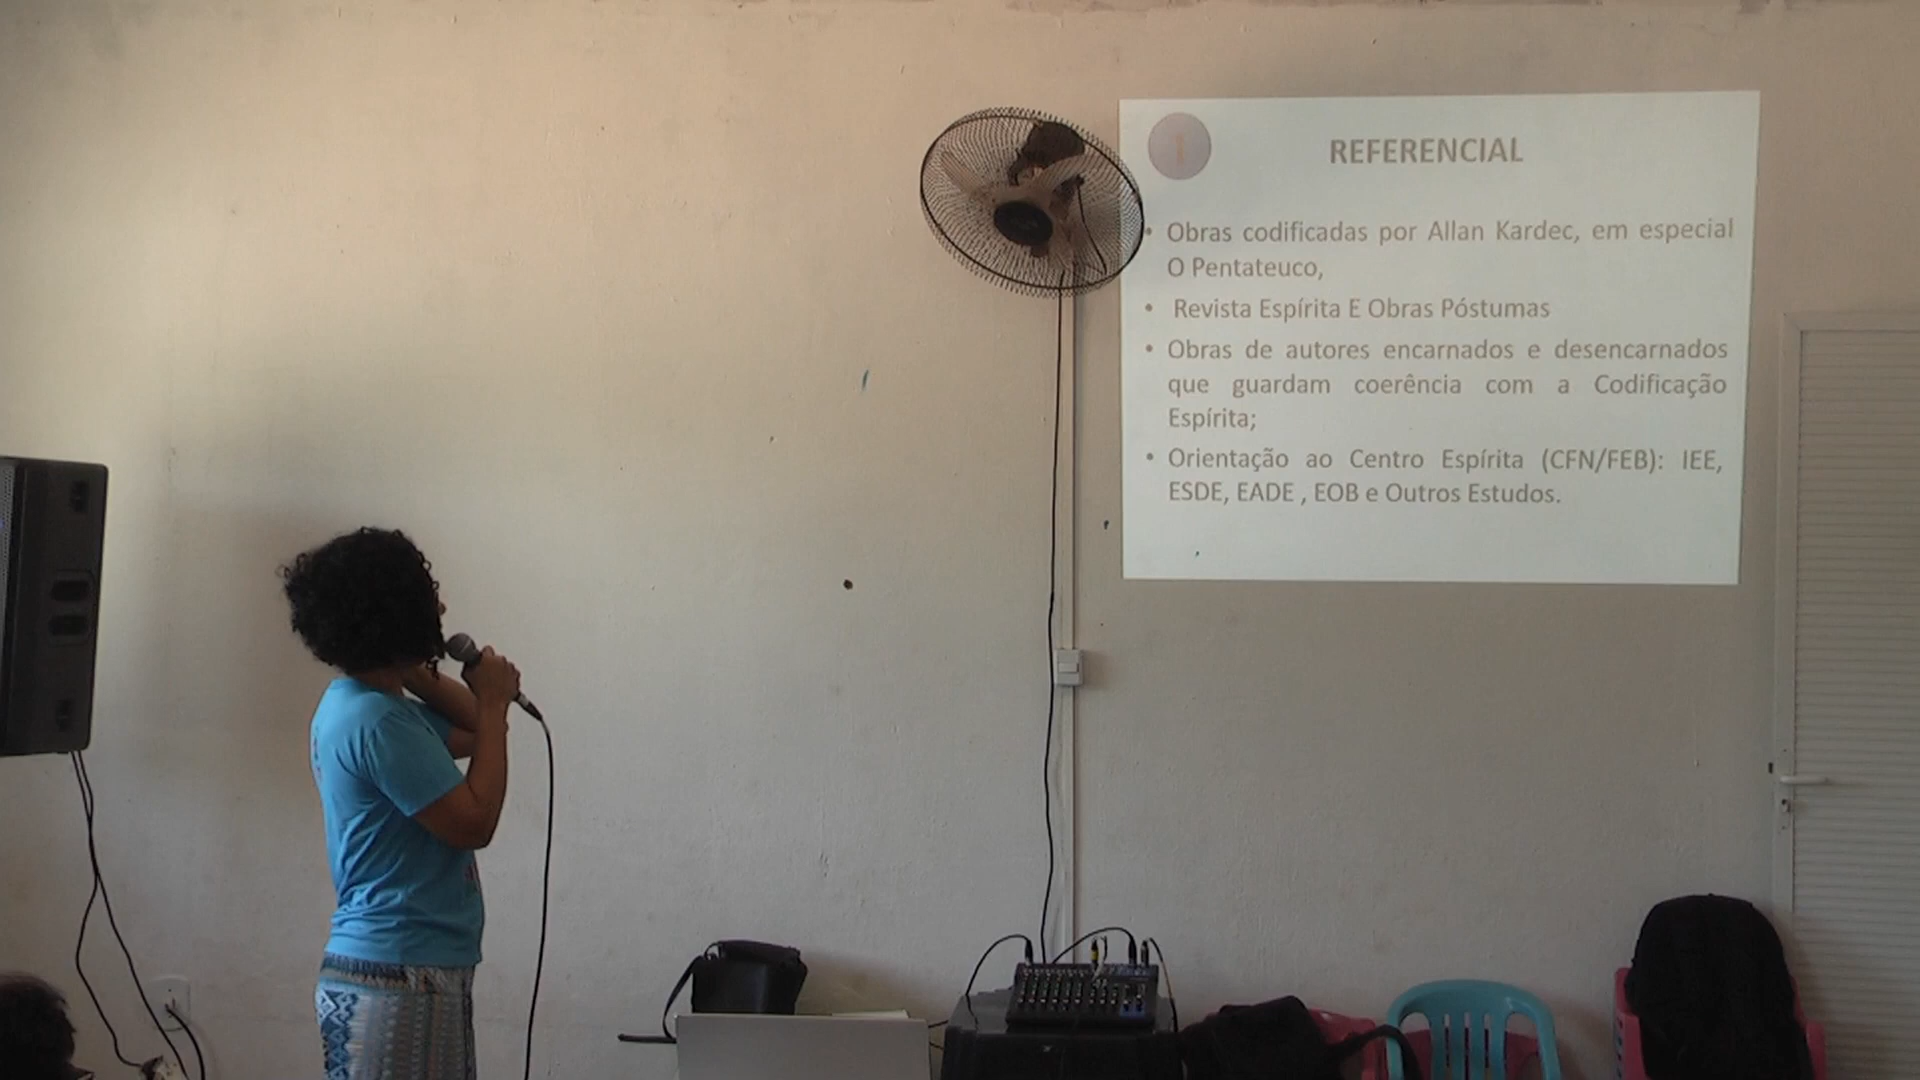 1
REFERENCIAL
• Obras codificadas por Allan Kardec, em especial
O Pentateuco,
• Revista Espírita E Obras Póstumas
• Obras de autores encarnados e desencarnados
que guardam coerência com a Codificação
Espírita;
• Orientação ao Centro Espírita (CFN/FEB): IEE,
ESDE, EADE , EOB e Outros Estudos.